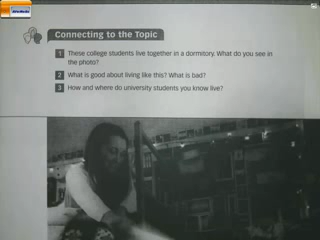 Connecting to the Topic
1 These college students live together in a dormitory. What do you see in
the photo?
2 What is good about living like this? What is bad?
3 How and where do university students you know live?